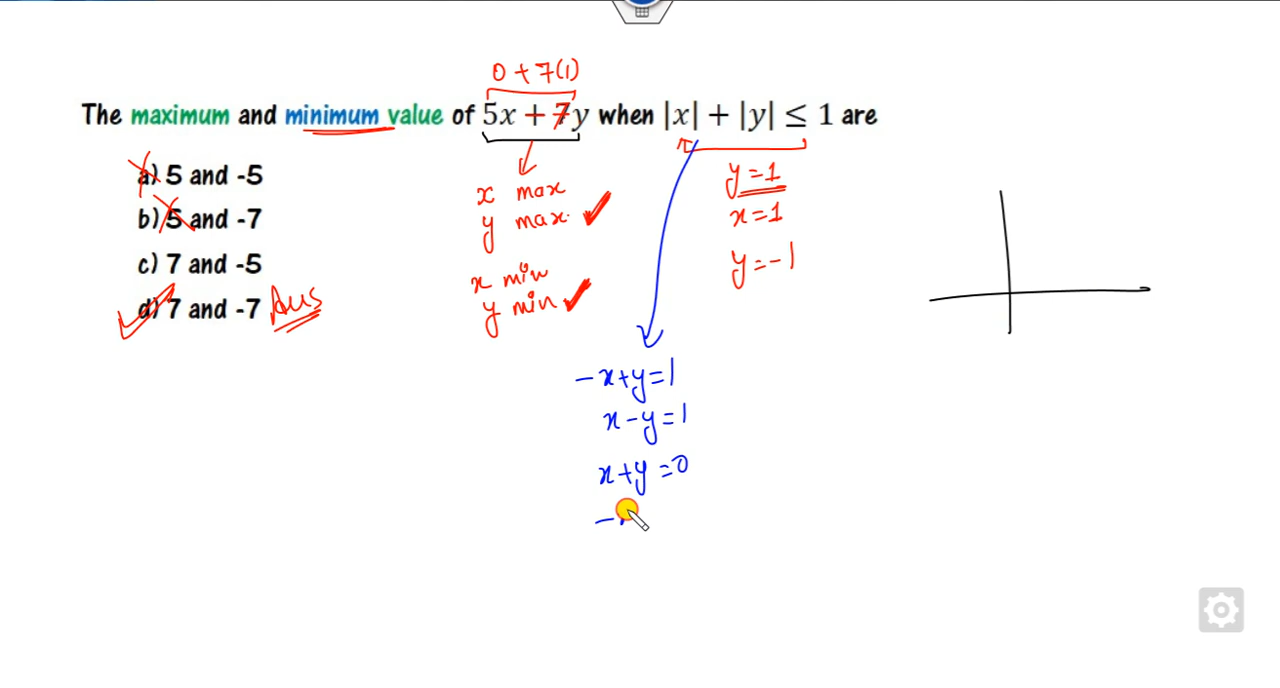 0 + 7(1)
The maximum and minimum value of 5x + 7y when |x| + |y| ≤ 1 are
a) 5 and -5
b) 5 and -7
c) 7 and -5
d) 7 and -7 Ans
x max
y max.
x min
y min
y = 1
x = 1
y = -1
-x+y=1
x-y=1
x+y=0
-